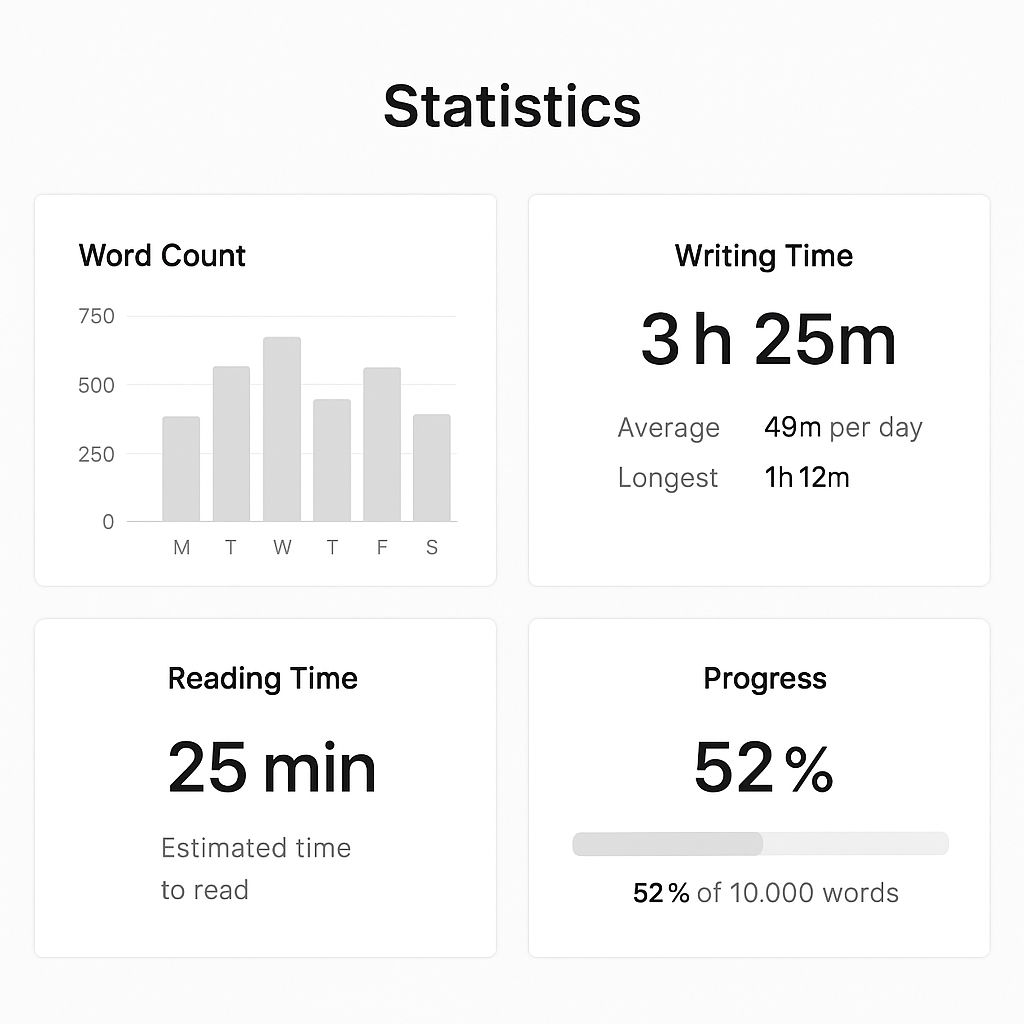 Statistics
Word Count
750
500
250
0
M T W T F S
Writing Time
3 h 25m
Average 49m per day
Longest 1h 12m
Reading Time
25 min
Estimated time
to read
Progress
52 %
52 % of 10.000 words